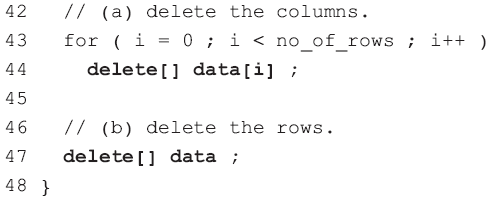 42 // (a) delete the columns.
43 for ( i = 0 ; i < no_of_rows ; i++ )
44 delete[] data[i] ;
45
46 // (b) delete the rows.
47 delete[] data ;
48 }